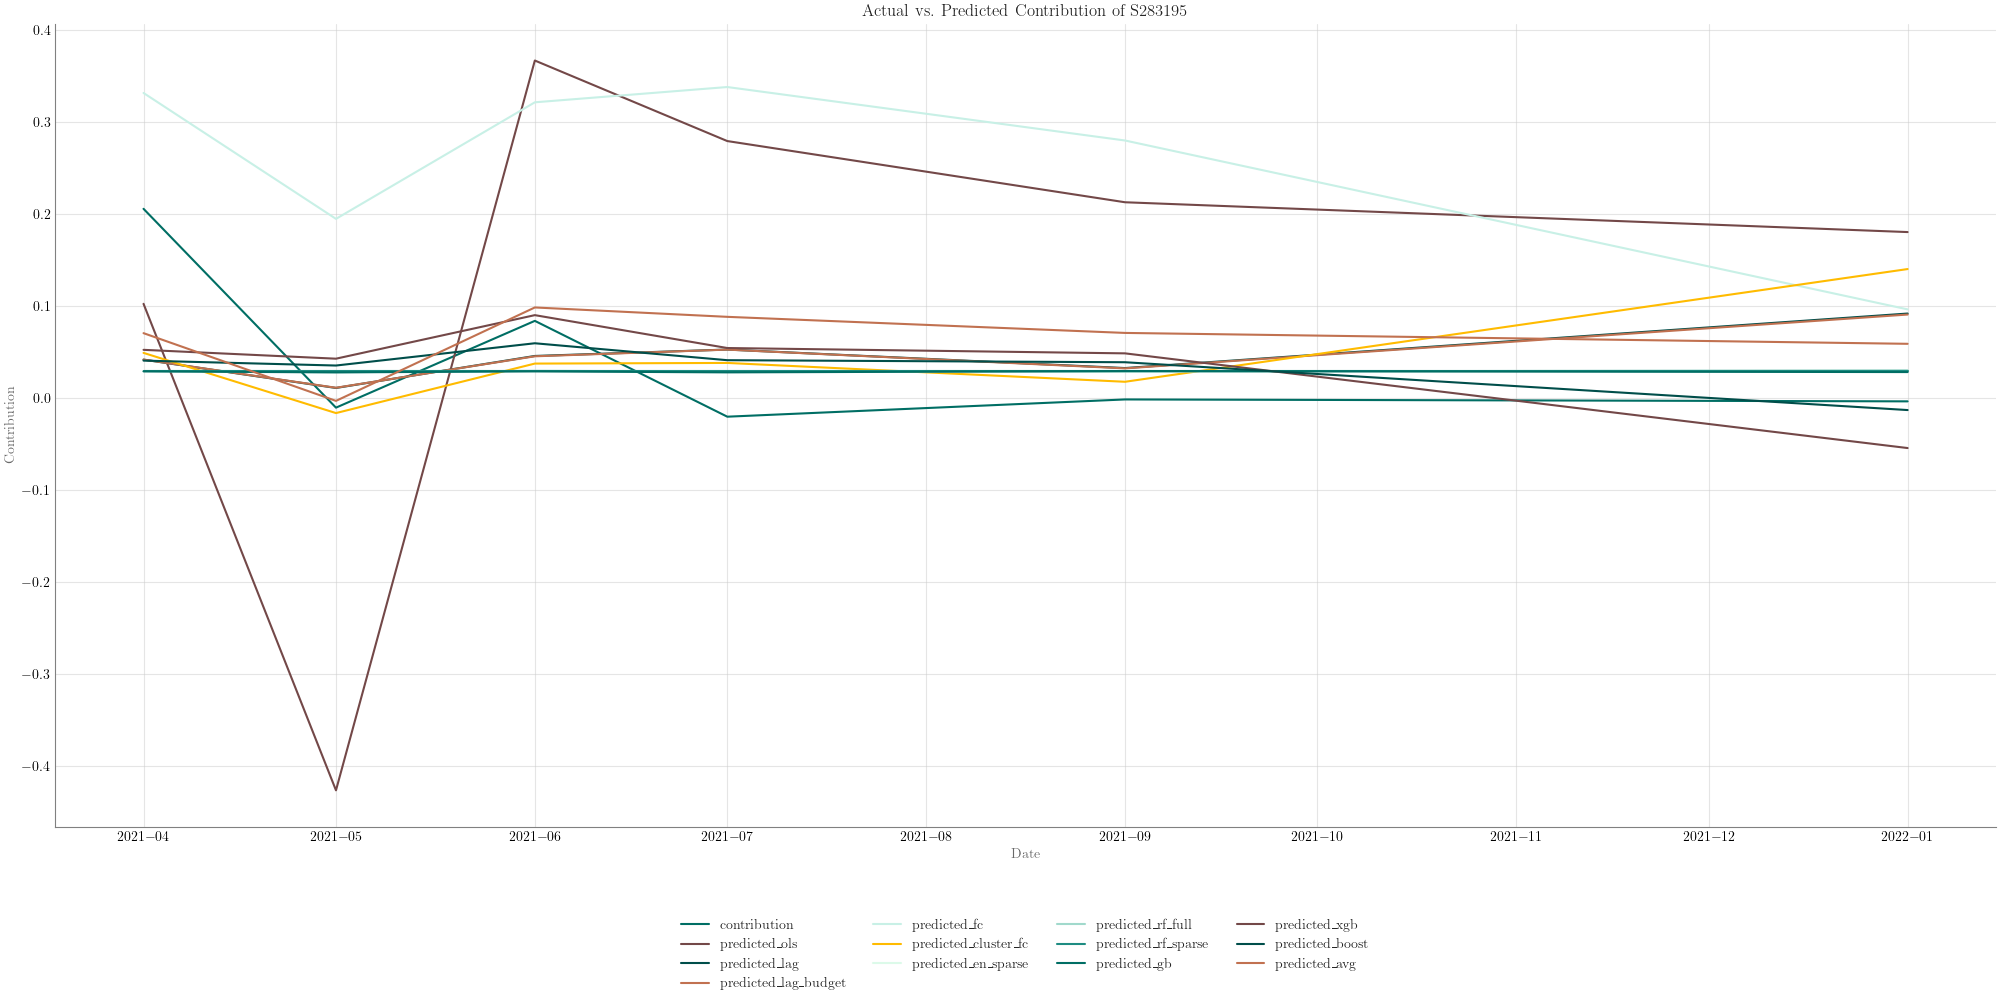 Actual vs. Predicted Contribution of S283195
0.4
0.3
0.2
0.1
0.0
−0.1
−0.2
−0.3
−0.4
Contribution
2021−04 2021−05 2021−06 2021−07 2021−08 2021−09 2021−10 2021−11 2021−12 2022−01
Date
contribution predicted_fc predicted_rf_full predicted_xgb
predicted_ols predicted_cluster_fc predicted_rf_sparse predicted_boost
predicted_lag predicted_en_sparse predicted_gb predicted_avg
predicted_lag_budget